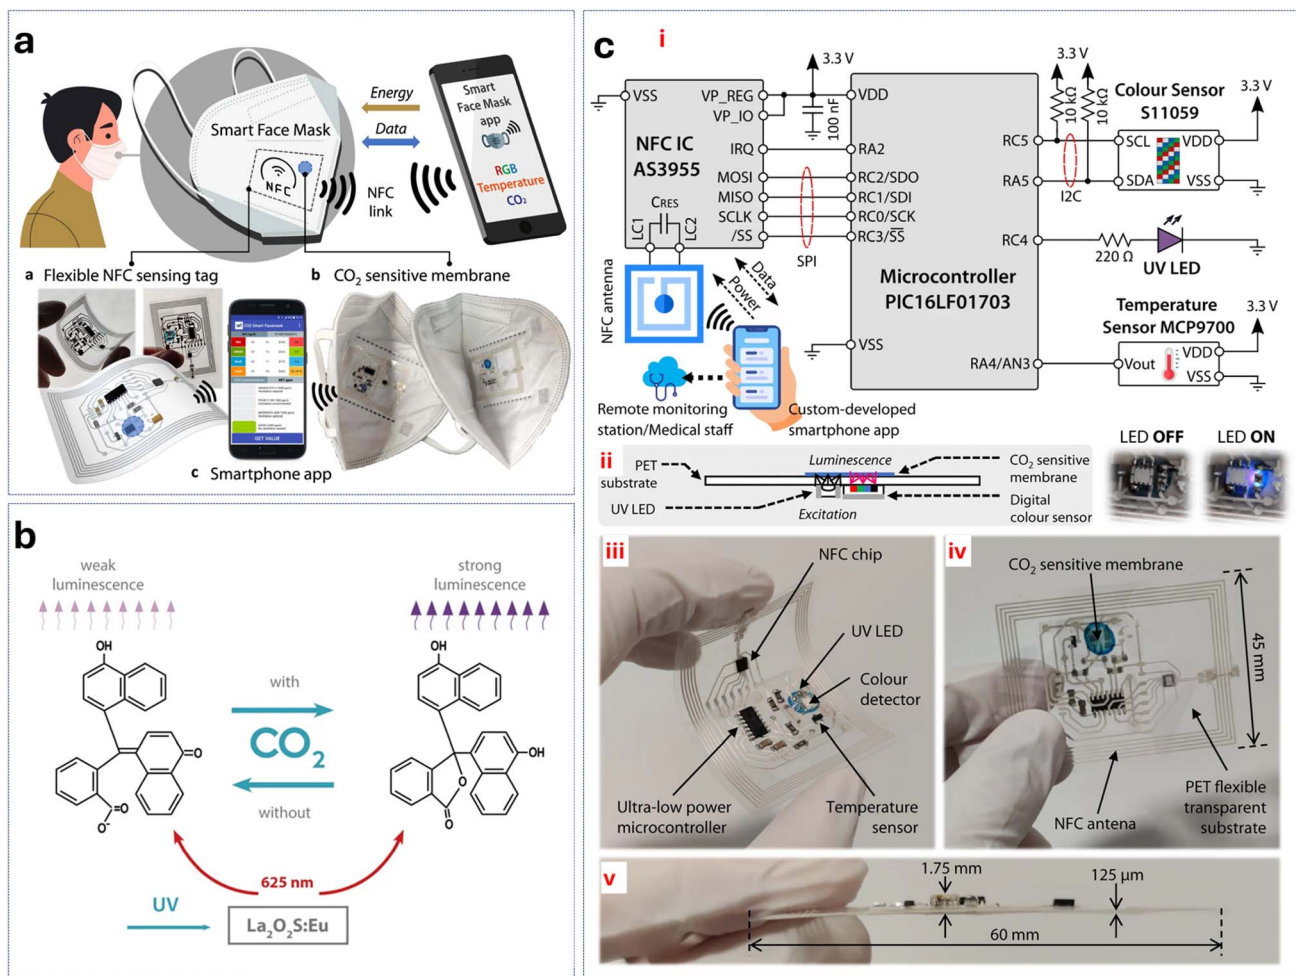 a
Smart Face Mask
NFC
Energy
Data
NFC
link
Smart
Face Mask
app
RGB
Temperature
CO₂
a Flexible NFC sensing tag
b CO₂ sensitive membrane
CO2 Smart Facemask
GET VALUE
c Smartphone app
b
weak
luminescence
strong
luminescence
OH
O
O
O⁻
with
CO₂
without
OH
OH
O
O
625 nm
UV
La₂O₂S:Eu
c
i
VSS
VP_REG
VP_IO
NFC IC
AS3955
IRQ
MOSI
MISO
SCLK
/SS
CRES
LC1
LC2
NFC antenna
SPI
Data
Power
3.3 V
100 nF
VDD
RA2
RC2/SDO
RC1/SDI
RC0/SCK
RC3/S̅S̅
Microcontroller
PIC16LF01703
VSS
RC5
RA5
RC4
RA4/AN3
3.3 V
10 kΩ
10 kΩ
I2C
Colour Sensor
S11059
3.3 V
SCL VDD
SDA VSS
220 Ω
UV LED
Temperature
Sensor MCP9700
3.3 V
Vout
VDD
VSS
Remote monitoring
station/Medical staff
Custom-developed
smartphone app
ii
PET
substrate
UV LED
Luminescence
Excitation
CO₂ sensitive
membrane
Digital
colour sensor
LED OFF
LED ON
iii
NFC chip
UV LED
Colour
detector
Ultra-low power
microcontroller
Temperature
sensor
iv
CO₂ sensitive membrane
45 mm
NFC antena
PET flexible
transparent
substrate
v
1.75 mm
125 μm
60 mm